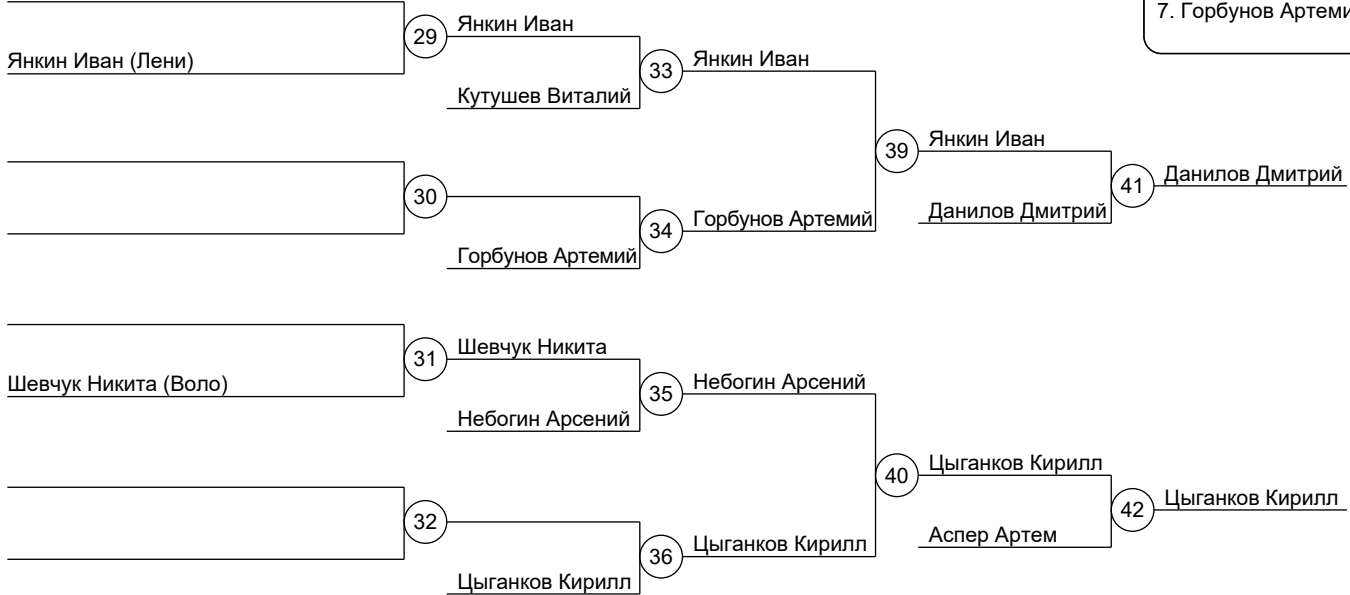 7. Горбунов Артеми
29
Янкин Иван
Янкин Иван (Лени)
33
Янкин Иван
Кутушев Виталий
39
Янкин Иван
30
41
Данилов Дмитрий
34
Горбунов Артемий
Данилов Дмитрий
Горбунов Артемий
31
Шевчук Никита
Шевчук Никита (Воло)
35
Небогин Арсений
Небогин Арсений
40
Цыганков Кирилл
32
42
Цыганков Кирилл
36
Цыганков Кирилл
Аспер Артем
Цыганков Кирилл